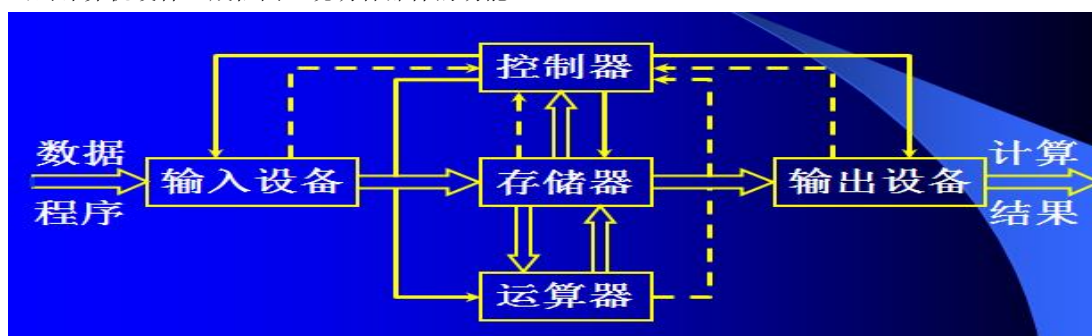 控制器
数据
程序
输入设备
存储器
输出设备
计算
结果
运算器